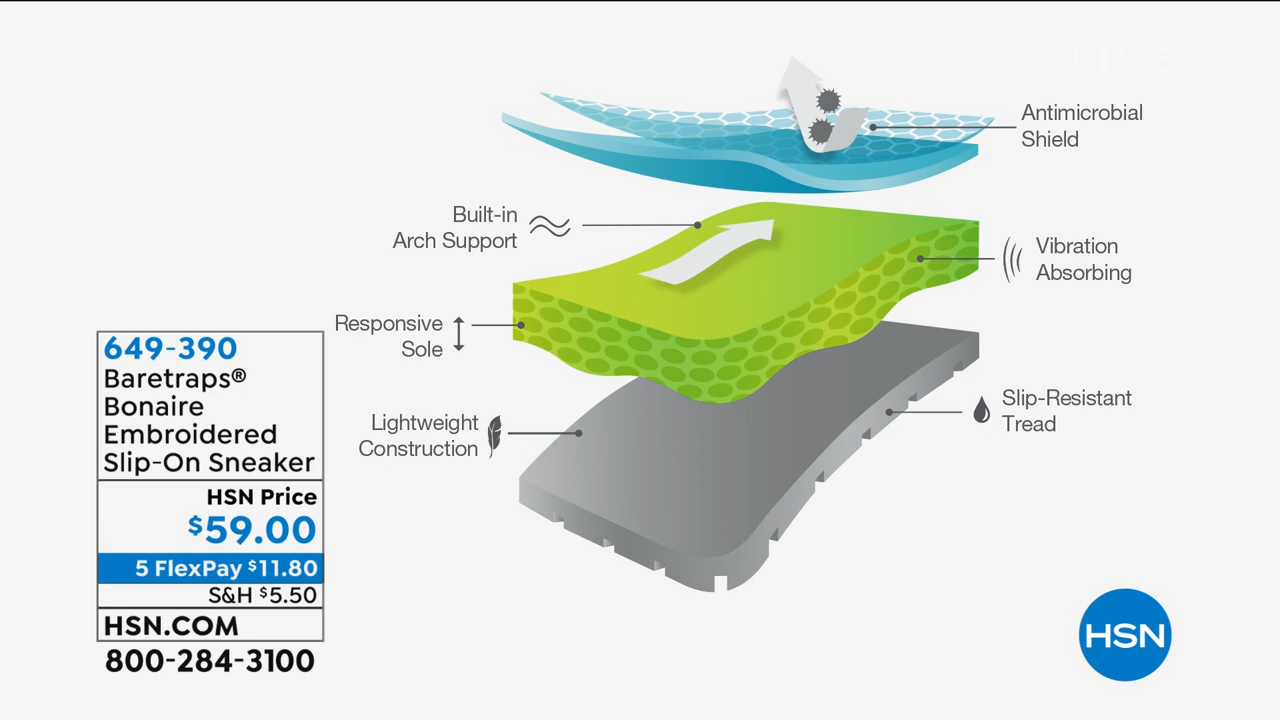 LIVE
Antimicrobial
Shield
Built-in
Arch Support
Vibration
Absorbing
Responsive
Sole
Lightweight
Construction
Slip-Resistant
Tread
649-390
Baretraps®
Bonaire
Embroidered
Slip-On Sneaker
HSN Price
$59.00
5 FlexPay $11.80
S&H $5.50
HSN.COM
800-284-3100
HSN